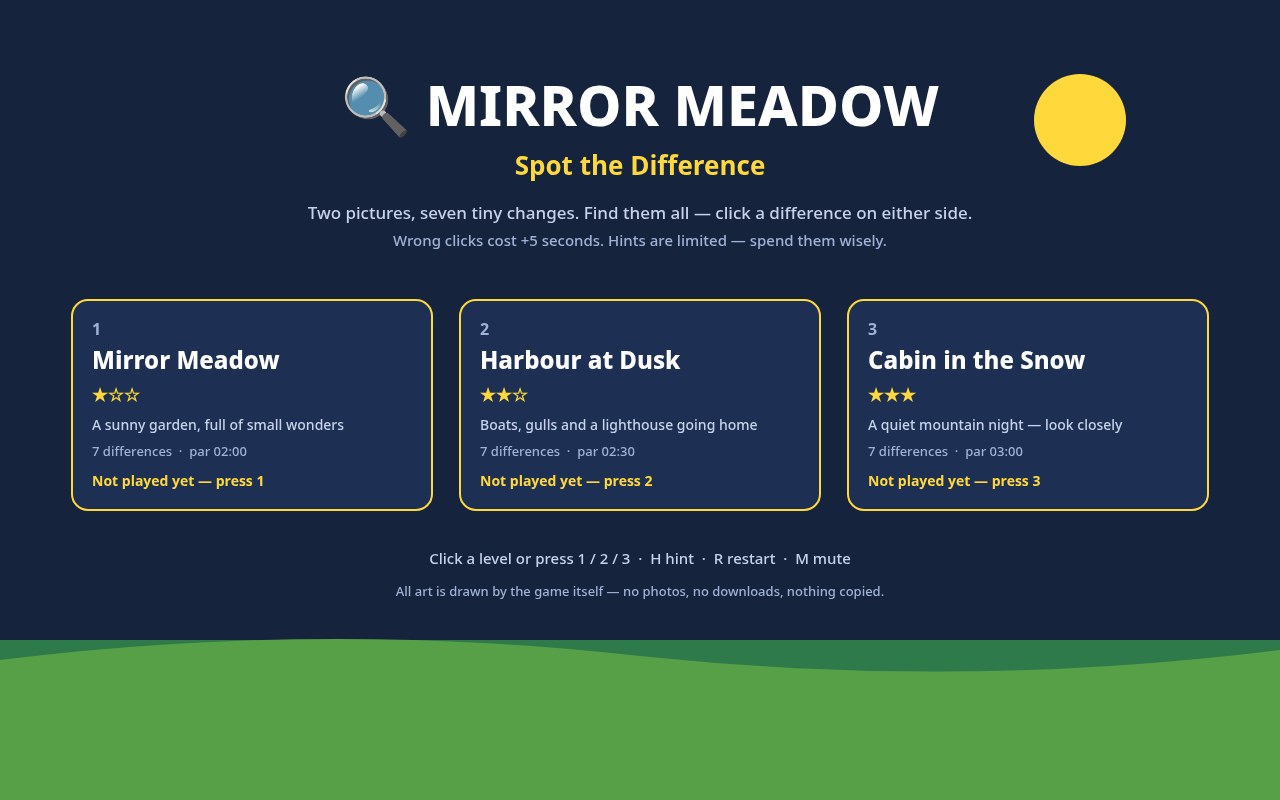 MIRROR MEADOW
Spot the Difference
Two pictures, seven tiny changes. Find them all — click a difference on either side.
Wrong clicks cost +5 seconds. Hints are limited — spend them wisely.
1
Mirror Meadow
★☆☆
A sunny garden, full of small wonders
7 differences · par 02:00
Not played yet — press 1
2
Harbour at Dusk
★★☆
Boats, gulls and a lighthouse going home
7 differences · par 02:30
Not played yet — press 2
3
Cabin in the Snow
★★★
A quiet mountain night — look closely
7 differences · par 03:00
Not played yet — press 3
Click a level or press 1 / 2 / 3 · H hint · R restart · M mute
All art is drawn by the game itself — no photos, no downloads, nothing copied.